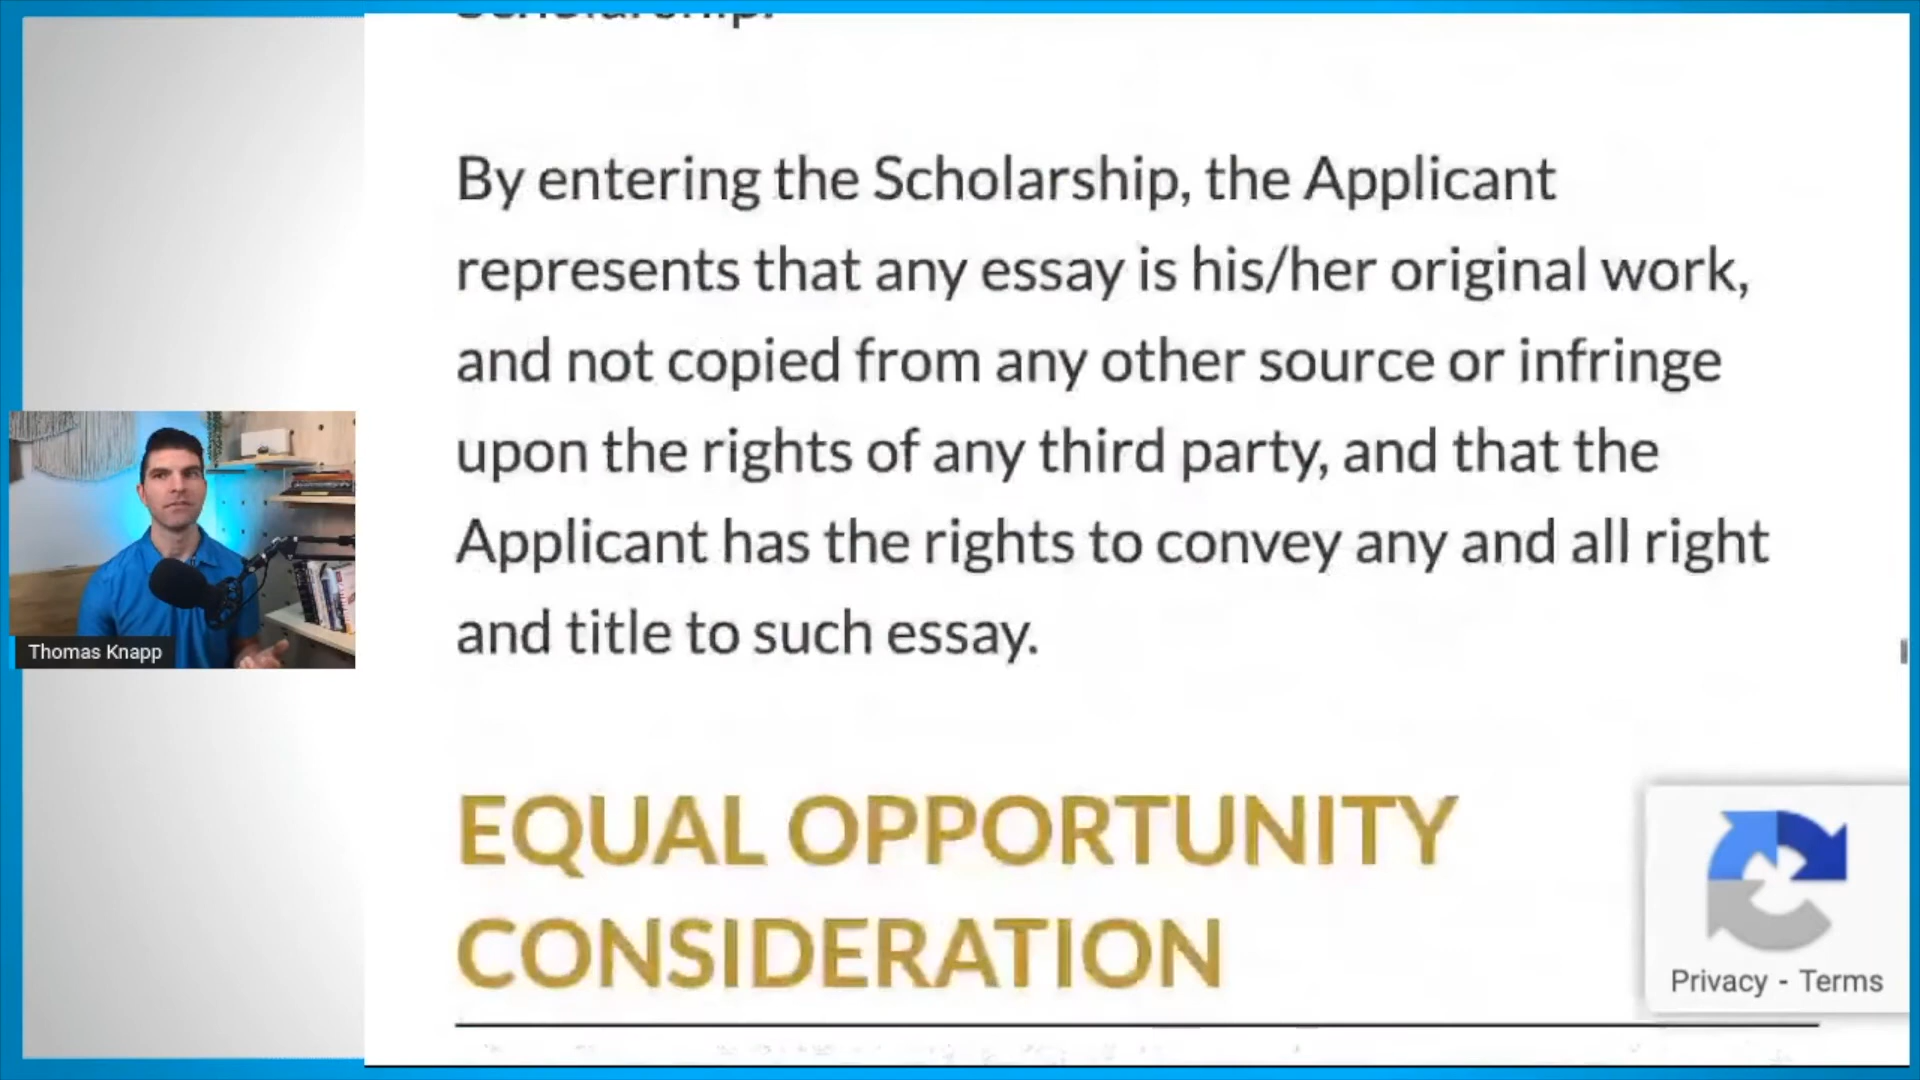 By entering the Scholarship, the Applicant
represents that any essay is his/her original work,
and not copied from any other source or infringe
upon the rights of any third party, and that the
Applicant has the rights to convey any and all right
and title to such essay.
EQUAL OPPORTUNITY
CONSIDERATION
Thomas Knapp
Privacy - Terms